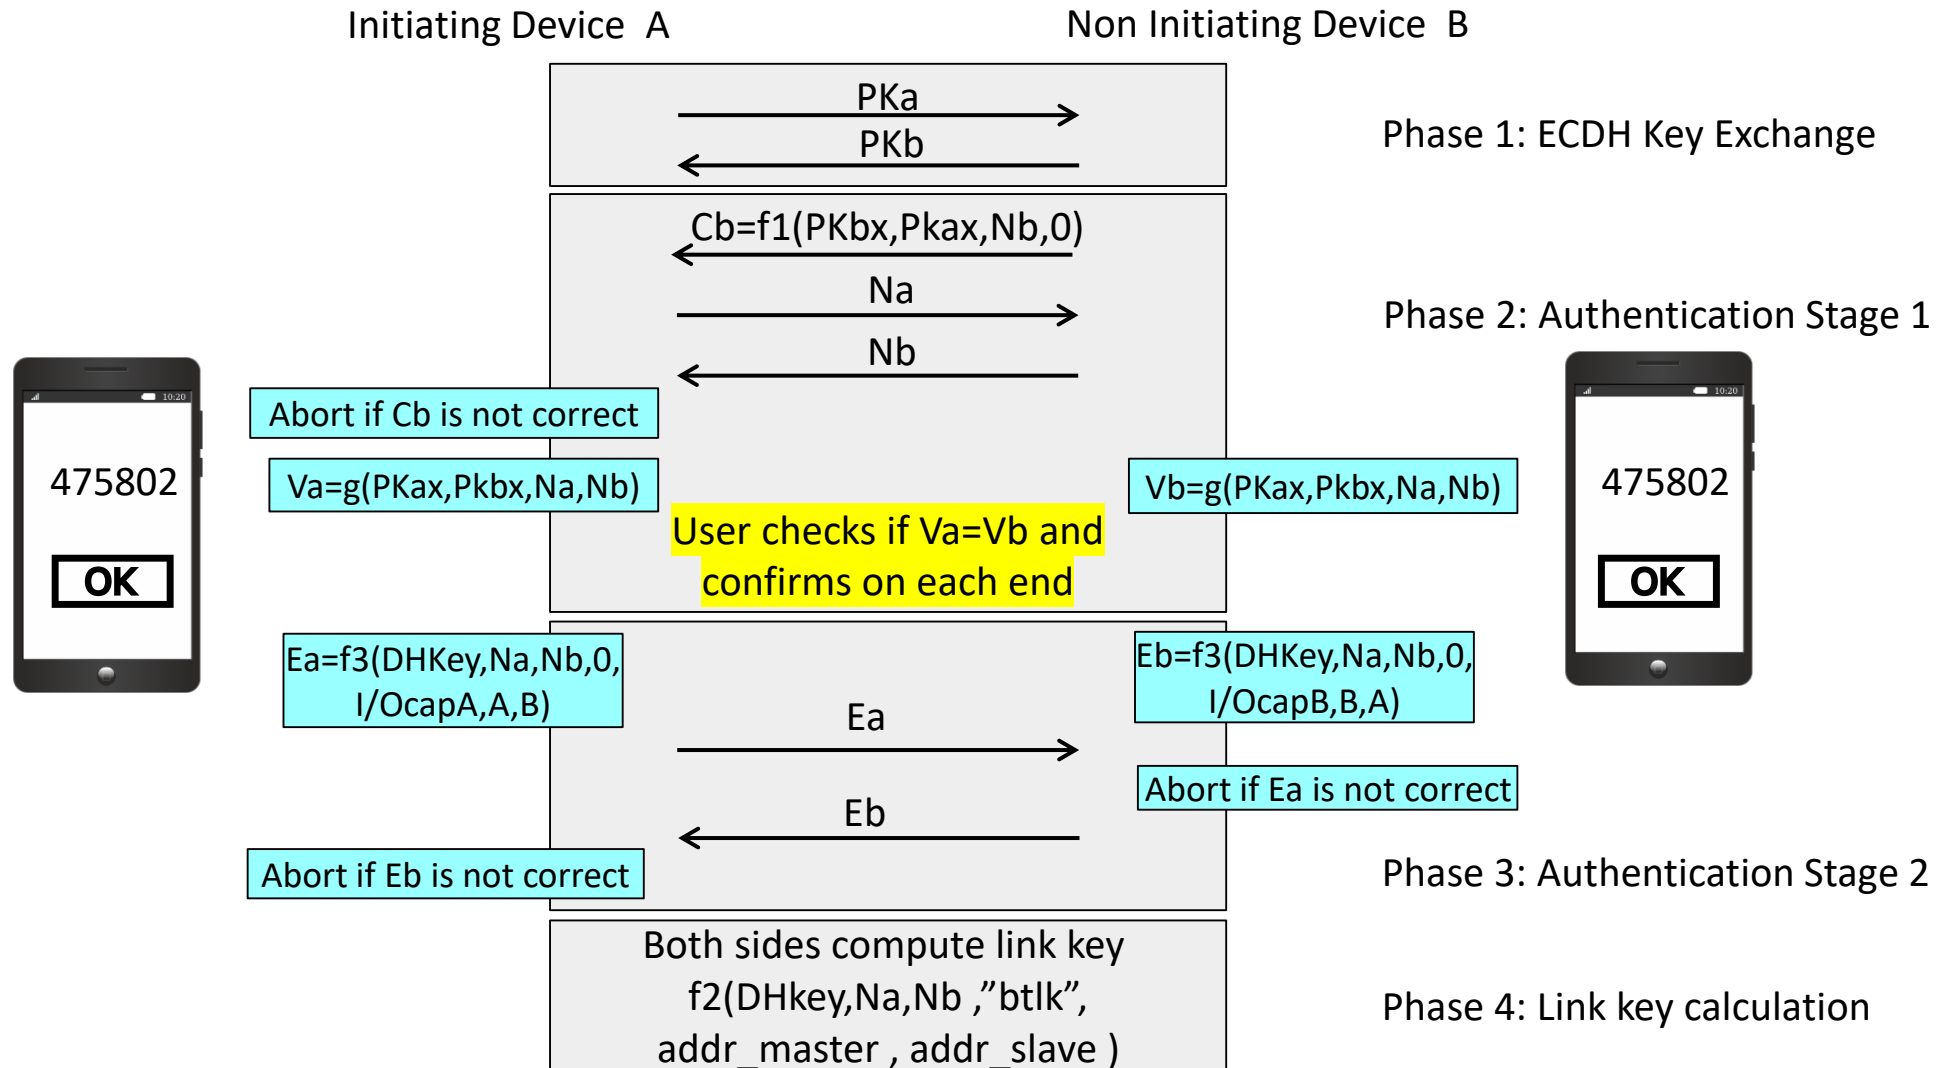 Initiating Device  A
Non Initiating Device  B
PKa
PKb
Phase 1: ECDH Key Exchange
Cb=f1(PKbx,Pkax,Nb,0)
Na
Nb
Phase 2: Authentication Stage 1
10:20
10:20
Abort if Cb is not correct
475802
Va=g(PKax,Pkbx,Na,Nb)
Vb=g(PKax,Pkbx,Na,Nb)
475802
User checks if Va=Vb and
confirms on each end
OK
OK
Ea=f3(DHKey,Na,Nb,0,
I/OcapA,A,B)
Eb=f3(DHKey,Na,Nb,0,
I/OcapB,B,A)
Ea
Abort if Ea is not correct
Eb
Abort if Eb is not correct
Phase 3: Authentication Stage 2
Both sides compute link key
f2(DHkey,Na,Nb ,”btlk”,
addr_master , addr_slave )
Phase 4: Link key calculation